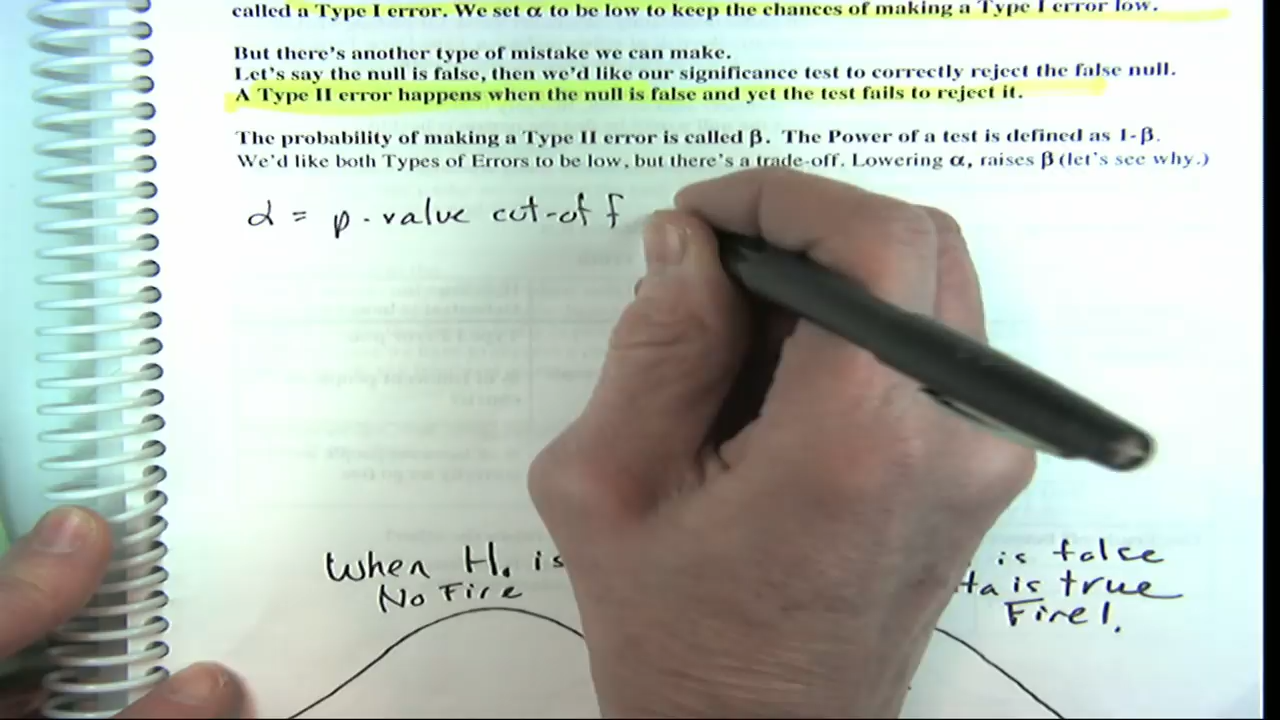 called a Type I error. We set α to be low to keep the chances of making a Type I error low.
But there's another type of mistake we can make.
Let's say the null is false, then we'd like our significance test to correctly reject the false null.
A Type II error happens when the null is false and yet the test fails to reject it.
The probability of making a Type II error is called β. The Power of a test is defined as 1-β.
We'd like both Types of Errors to be low, but there's a trade-off. Lowering α, raises β (let's see why.)
α = p-value cut-off
When H₀ is
No Fire
is false
Ha is true
Fire!